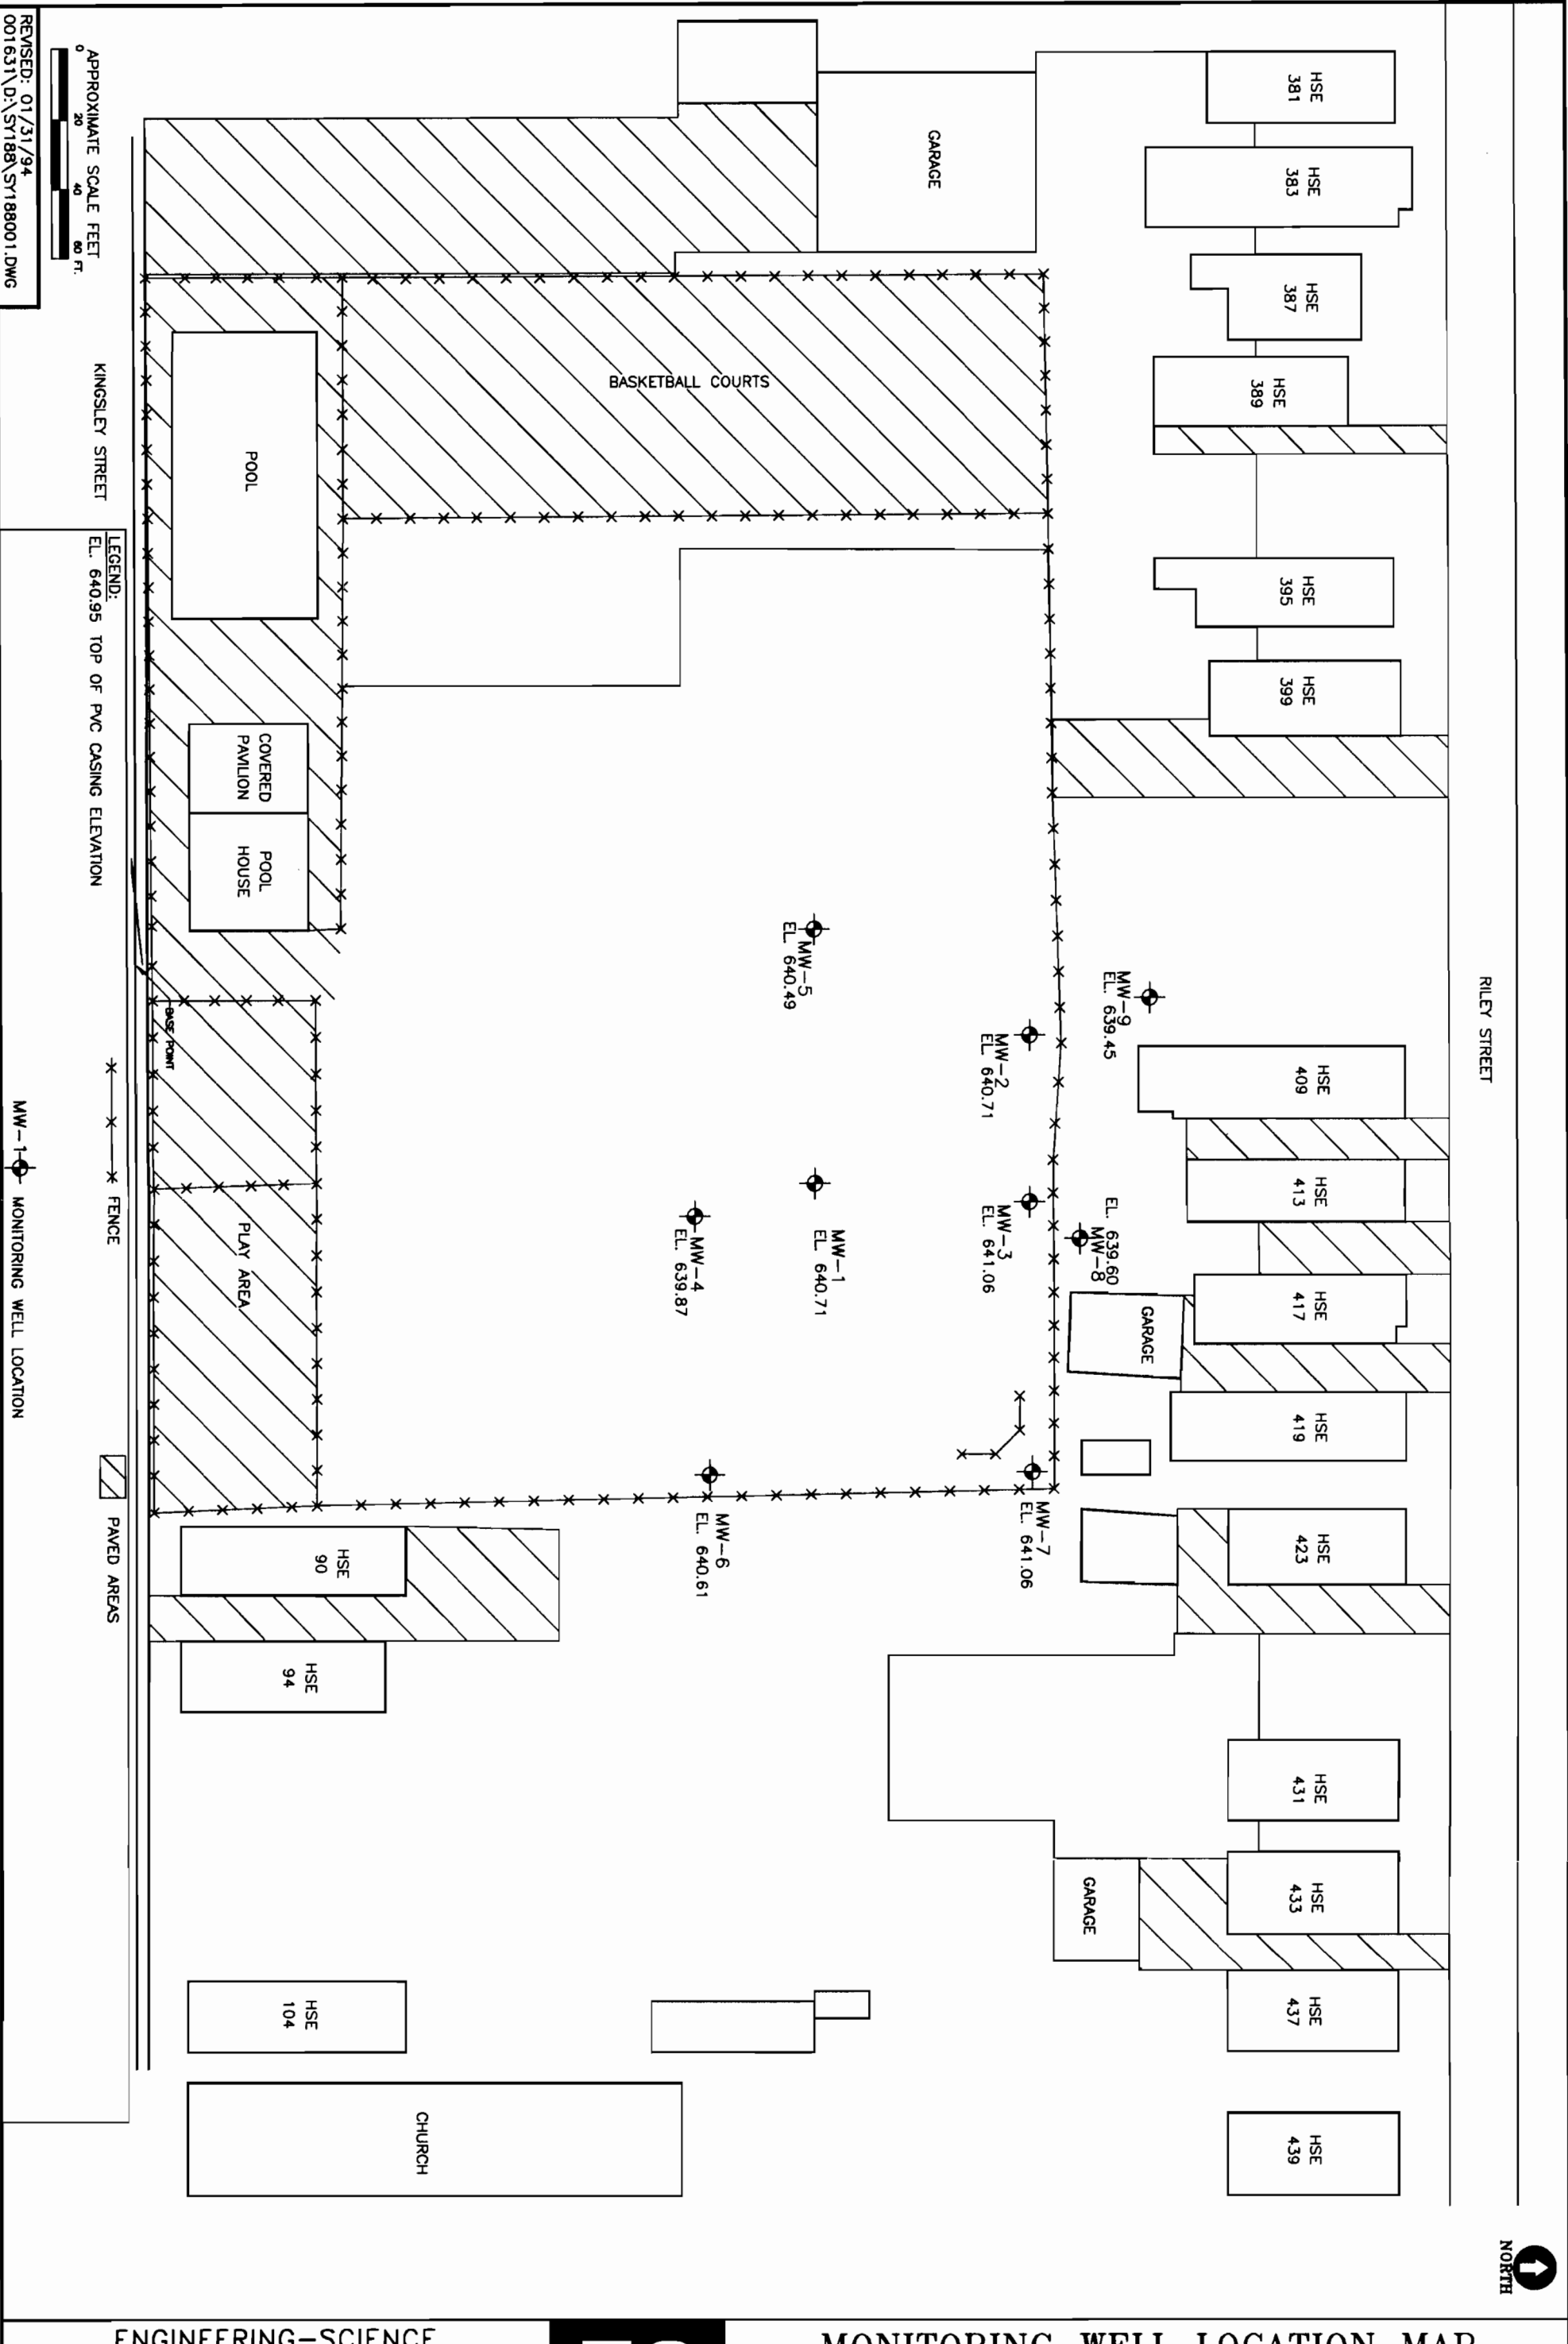 RILEY STREET
NORTH
HSE
381
HSE
383
HSE
387
HSE
389
HSE
395
HSE
399
HSE
409
HSE
413
HSE
417
HSE
419
HSE
423
HSE
431
HSE
433
HSE
437
HSE
439
GARAGE
GARAGE
GARAGE
MW-9
EL. 639.45
EL. 639.60
MW-8
MW-2
EL 640.71
MW-3
EL. 641.06
MW-7
EL. 641.06
MW-5
EL 640.49
MW-1
EL 640.71
MW-4
EL. 639.87
MW-6
EL. 640.61
BASKETBALL COURTS
POOL
COVERED
PAVILION
POOL
HOUSE
BASE POINT
PLAY AREA
HSE
90
HSE
94
HSE
104
CHURCH
KINGSLEY STREET
APPROXIMATE SCALE FEET
0 20 40 60 FT.
REVISED: 01/31/94
001631\D:\SY188\SY188001.DWG
LEGEND:
EL. 640.95 TOP OF PVC CASING ELEVATION
FENCE
PAVED AREAS
MW-1 MONITORING WELL LOCATION
MONITORING WELL LOCATION MAP
ENGINEERING-SCIENCE